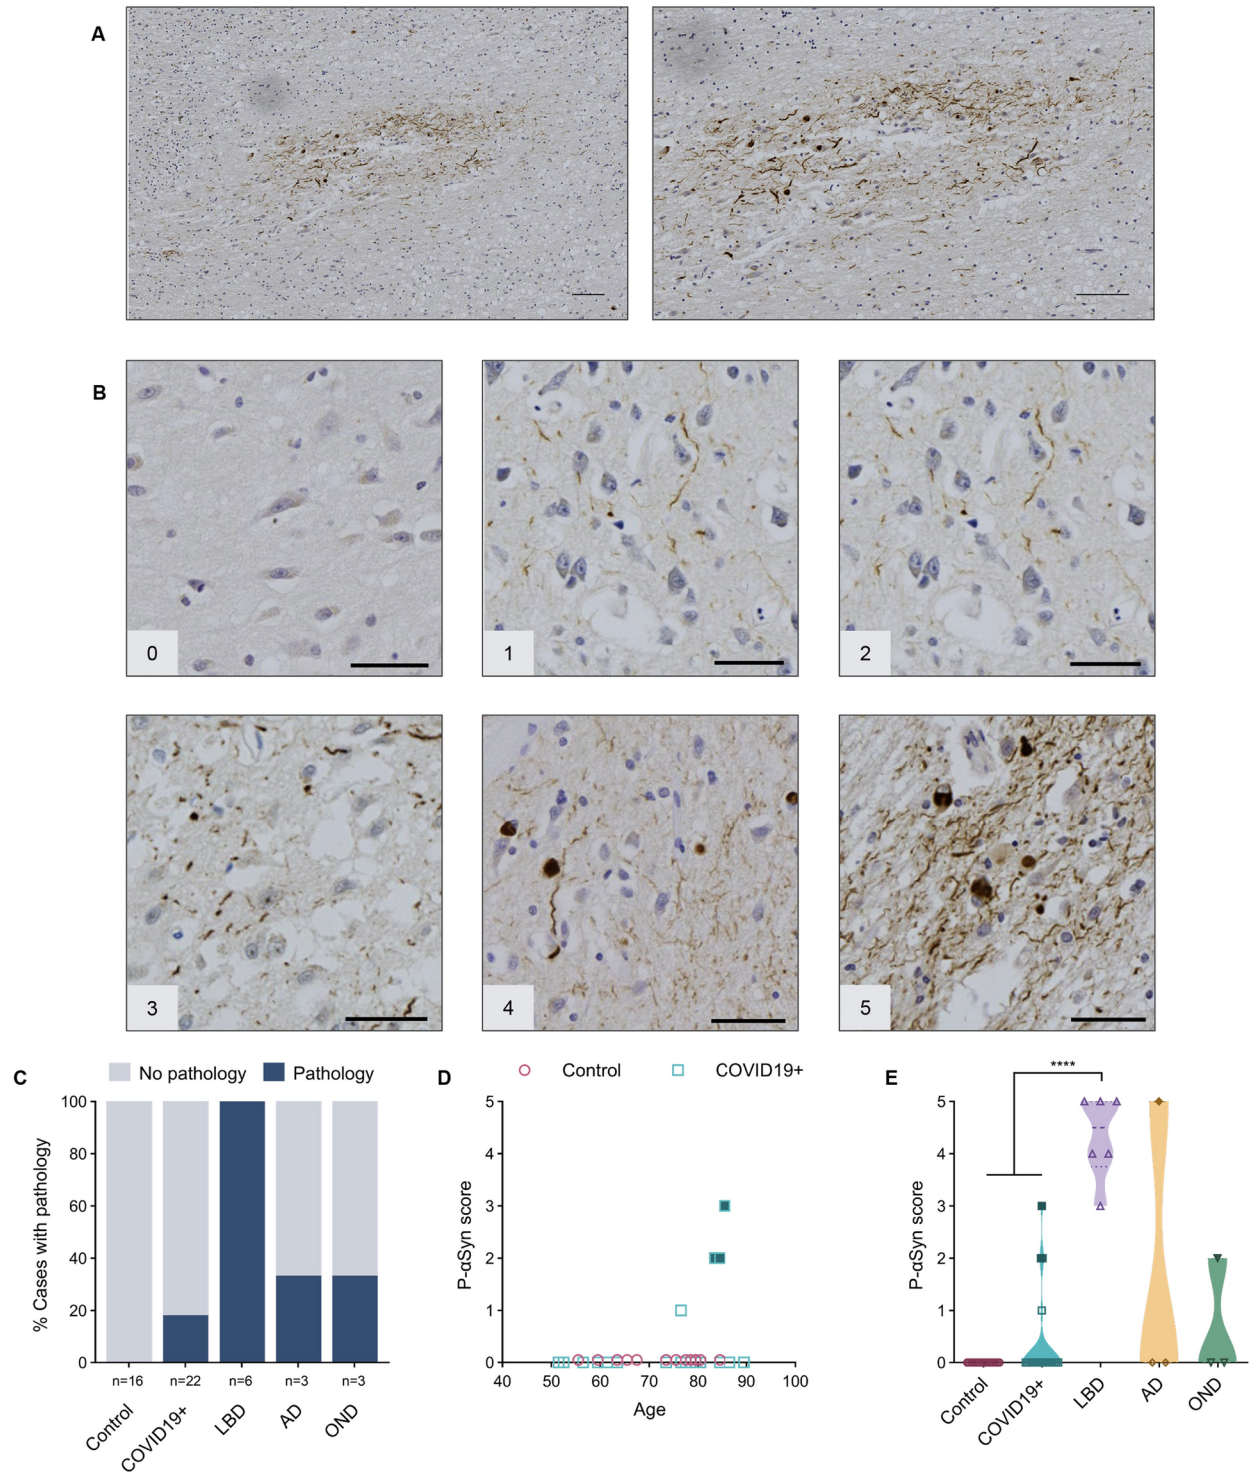 A
B
0
1
2
3
4
5
C
No pathology
Pathology
% Cases with pathology
100
80
60
40
20
0
n=16
n=22
n=6
n=3
n=3
Control
COVID19+
LBD
AD
OND
D
Control
COVID19+
P-αSyn score
5
4
3
2
1
0
40
50
60
70
80
90
100
Age
E
****
P-αSyn score
5
4
3
2
1
0
Control
COVID19+
LBD
AD
OND